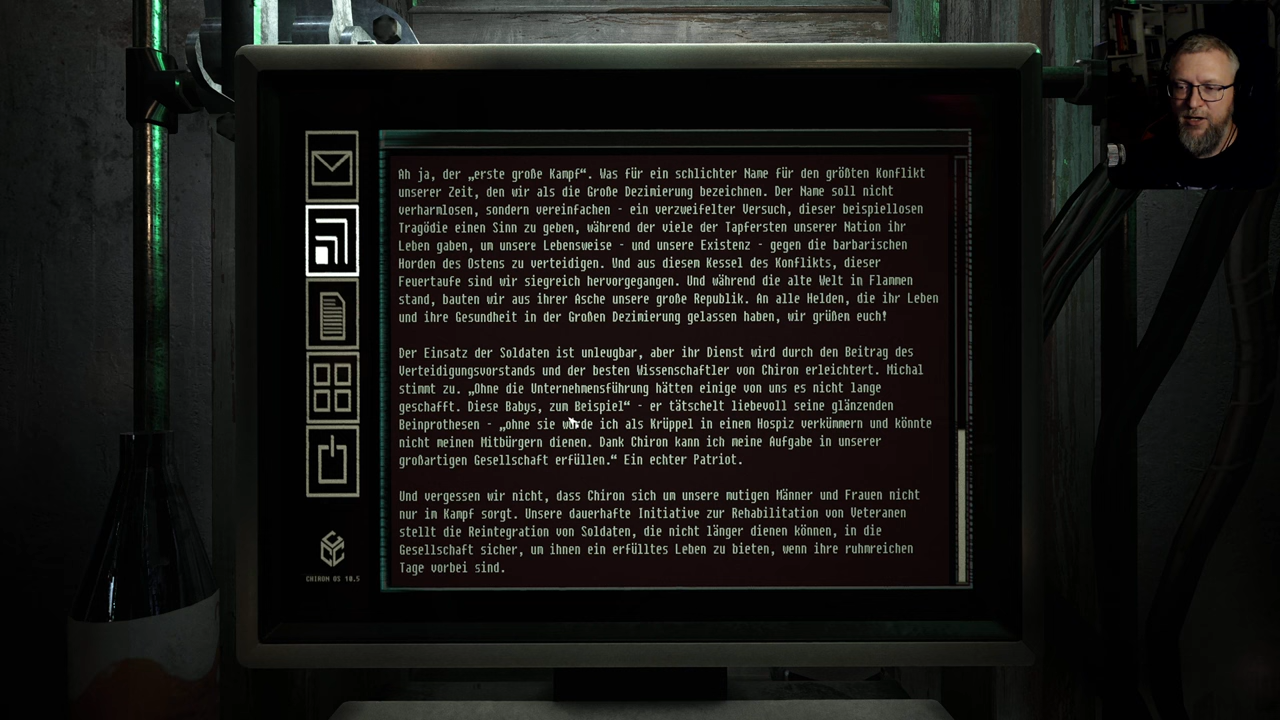 Ah ja, der „erste große Kampf“. Was für ein schlichter Name für den größten Konflikt
unserer Zeit, den wir als die Große Dezimierung bezeichnen. Der Name soll nicht
verharmlosen, sondern vereinfachen - ein verzweifelter Versuch, dieser beispiellosen
Tragödie einen Sinn zu geben, während der viele der Tapfersten unserer Nation ihr
Leben gaben, um unsere Lebensweise - und unsere Existenz - gegen die barbarischen
Horden des Ostens zu verteidigen. Und aus diesem Kessel des Konflikts, dieser
Feuertaufe sind wir siegreich hervorgegangen. Und während die alte Welt in Flammen
stand, bauten wir aus ihrer Asche unsere große Republik. An alle Helden, die ihr Leben
und ihre Gesundheit in der Großen Dezimierung gelassen haben, wir grüßen euch!
Der Einsatz der Soldaten ist unleugbar, aber ihr Dienst wird durch den Beitrag des
Verteidigungsvorstands und der besten Wissenschaftler von Chiron erleichtert. Michal
stimmt zu. „Ohne die Unternehmensführung hätten einige von uns es nicht lange
geschafft. Diese Babys, zum Beispiel“ - er tätschelt liebevoll seine glänzenden
Beinprothesen - „ohne sie würde ich als Krüppel in einem Hospiz verkümmern und könnte
nicht meinen Mitbürgern dienen. Dank Chiron kann ich meine Aufgabe in unserer
großartigen Gesellschaft erfüllen.“ Ein echter Patriot.
Und vergessen wir nicht, dass Chiron sich um unsere mutigen Männer und Frauen nicht
nur im Kampf sorgt. Unsere dauerhafte Initiative zur Rehabilitation von Veteranen
stellt die Reintegration von Soldaten, die nicht länger dienen können, in die
Gesellschaft sicher, um ihnen ein erfülltes Leben zu bieten, wenn ihre ruhmreichen
Tage vorbei sind.
CHIRON OS 10.5